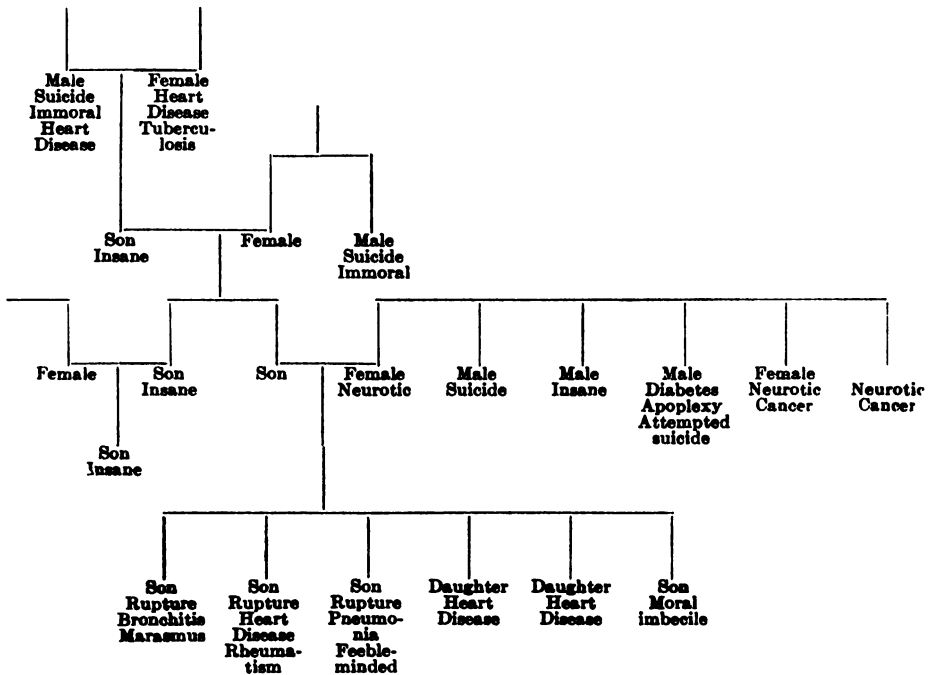 Male
Suicide
Immoral
Heart
Disease
Female
Heart
Disease
Tubercu-
losis
Son
Insane
Female
Male
Suicide
Immoral
Female
Son
Insane
Son
Female
Neurotic
Male
Suicide
Male
Insane
Male
Diabetes
Apoplexy
Attempted
suicide
Female
Neurotic
Cancer
Neurotic
Cancer
Son
Insane
Son
Rupture
Bronchitis
Marasmus
Son
Rupture
Heart
Disease
Rheuma-
tism
Son
Rupture
Pneumo-
nia
Feeble-
minded
Daughter
Heart
Disease
Daughter
Heart
Disease
Son
Moral
imbecile